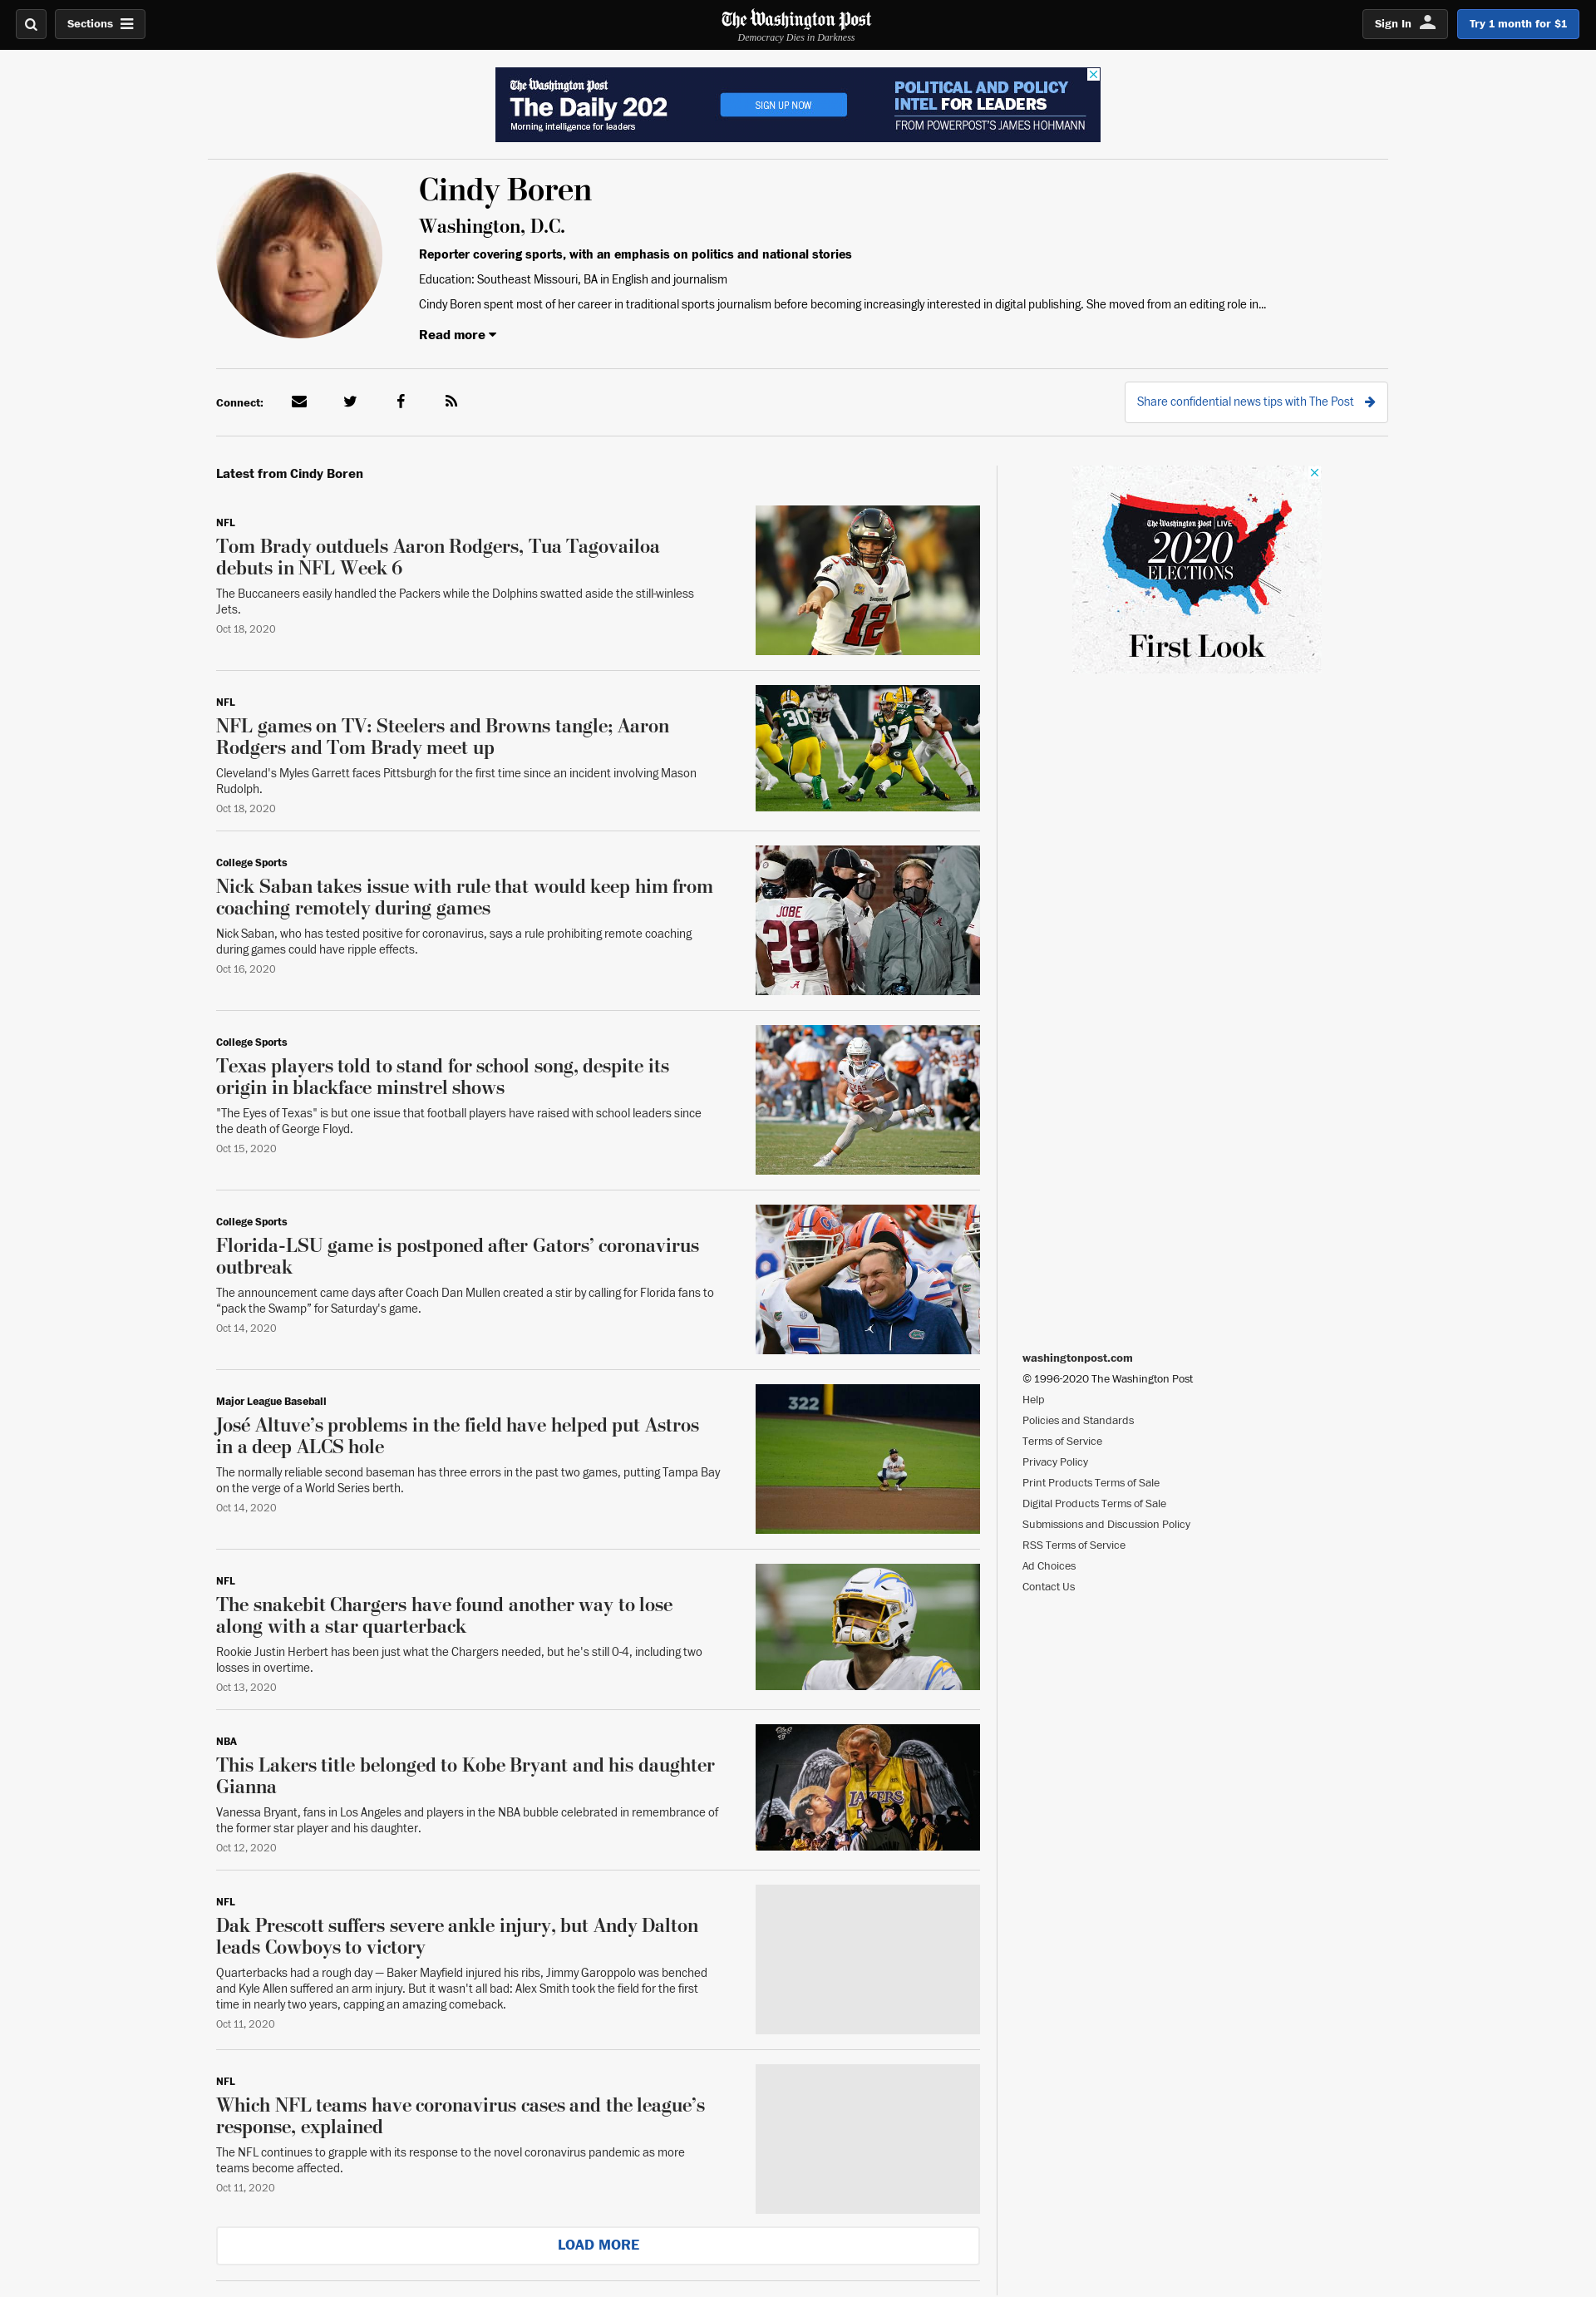 Sections
The Washington Post
Democracy Dies in Darkness
Sign In
Try 1 month for $1
The Washington Post
The Daily 202
Morning intelligence for leaders
SIGN UP NOW
POLITICAL AND POLICY
INTEL FOR LEADERS
FROM POWERPOST'S JAMES HOHMANN
Cindy Boren
Washington, D.C.
Reporter covering sports, with an emphasis on politics and national stories
Education: Southeast Missouri, BA in English and journalism
Cindy Boren spent most of her career in traditional sports journalism before becoming increasingly interested in digital publishing. She moved from an editing role in...
Read more
Connect:
Share confidential news tips with The Post
Latest from Cindy Boren
NFL
Tom Brady outduels Aaron Rodgers, Tua Tagovailoa
debuts in NFL Week 6
The Buccaneers easily handled the Packers while the Dolphins swatted aside the still-winless
Jets.
Oct 18, 2020
12
NFL
NFL games on TV: Steelers and Browns tangle; Aaron
Rodgers and Tom Brady meet up
Cleveland's Myles Garrett faces Pittsburgh for the first time since an incident involving Mason
Rudolph.
Oct 18, 2020
30
12
College Sports
Nick Saban takes issue with rule that would keep him from
coaching remotely during games
Nick Saban, who has tested positive for coronavirus, says a rule prohibiting remote coaching
during games could have ripple effects.
Oct 16, 2020
JOBE
28
College Sports
Texas players told to stand for school song, despite its
origin in blackface minstrel shows
"The Eyes of Texas" is but one issue that football players have raised with school leaders since
the death of George Floyd.
Oct 15, 2020
College Sports
Florida-LSU game is postponed after Gators’ coronavirus
outbreak
The announcement came days after Coach Dan Mullen created a stir by calling for Florida fans to
“pack the Swamp” for Saturday's game.
Oct 14, 2020
5
Major League Baseball
José Altuve’s problems in the field have helped put Astros
in a deep ALCS hole
The normally reliable second baseman has three errors in the past two games, putting Tampa Bay
on the verge of a World Series berth.
Oct 14, 2020
322
NFL
The snakebit Chargers have found another way to lose
along with a star quarterback
Rookie Justin Herbert has been just what the Chargers needed, but he's still 0-4, including two
losses in overtime.
Oct 13, 2020
10
NBA
This Lakers title belonged to Kobe Bryant and his daughter
Gianna
Vanessa Bryant, fans in Los Angeles and players in the NBA bubble celebrated in remembrance of
the former star player and his daughter.
Oct 12, 2020
LAKERS
NFL
Dak Prescott suffers severe ankle injury, but Andy Dalton
leads Cowboys to victory
Quarterbacks had a rough day — Baker Mayfield injured his ribs, Jimmy Garoppolo was benched
and Kyle Allen suffered an arm injury. But it wasn't all bad: Alex Smith took the field for the first
time in nearly two years, capping an amazing comeback.
Oct 11, 2020
NFL
Which NFL teams have coronavirus cases and the league’s
response, explained
The NFL continues to grapple with its response to the novel coronavirus pandemic as more
teams become affected.
Oct 11, 2020
LOAD MORE
The Washington Post LIVE
2020
ELECTIONS
First Look
washingtonpost.com
© 1996-2020 The Washington Post
Help
Policies and Standards
Terms of Service
Privacy Policy
Print Products Terms of Sale
Digital Products Terms of Sale
Submissions and Discussion Policy
RSS Terms of Service
Ad Choices
Contact Us